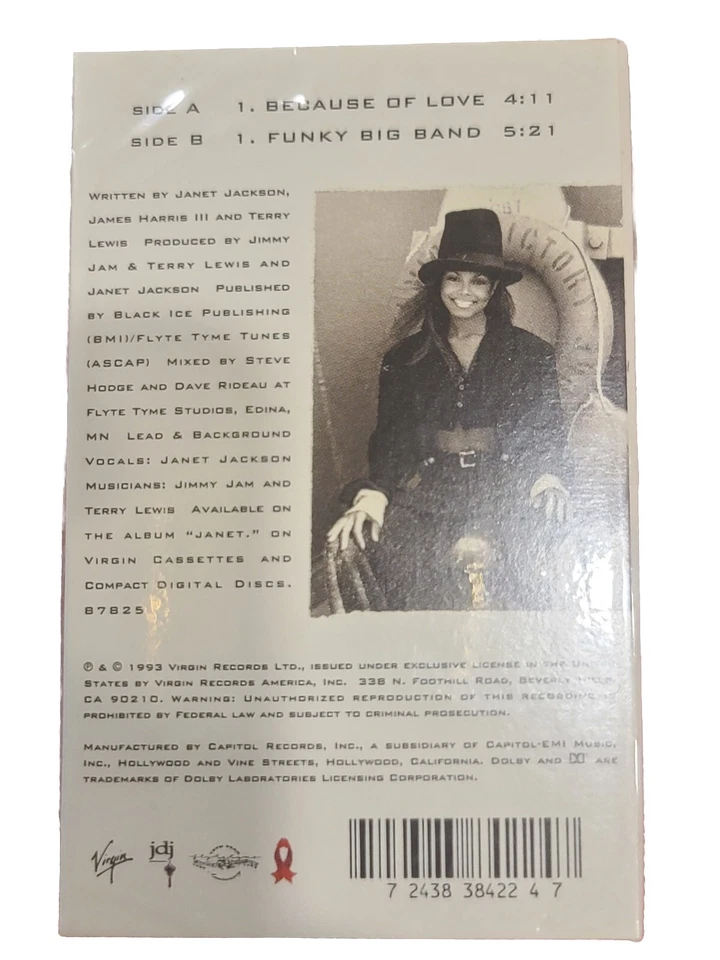 SIDE A 1. BECAUSE OF LOVE 4:11
SIDE B 1. FUNKY BIG BAND 5:21
WRITTEN BY JANET JACKSON,
JAMES HARRIS III AND TERRY
LEWIS PRODUCED BY JIMMY
JAM & TERRY LEWIS AND
JANET JACKSON PUBLISHED
BY BLACK ICE PUBLISHING
(BMI)/FLYTE TYME TUNES
(ASCAP) MIXED BY STEVE
HODGE AND DAVE RIDEAU AT
FLYTE TYME STUDIOS, EDINA,
MN LEAD & BACKGROUND
VOCALS: JANET JACKSON
MUSICIANS: JIMMY JAM AND
TERRY LEWIS AVAILABLE ON
THE ALBUM "JANET." ON
VIRGIN CASSETTES AND
COMPACT DIGITAL DISCS.
87825
VICTORY
℗ & © 1993 VIRGIN RECORDS LTD., ISSUED UNDER EXCLUSIVE LICENSE IN THE UNITED
STATES BY VIRGIN RECORDS AMERICA, INC. 338 N. FOOTHILL ROAD, BEVERLY HILLS,
CA 90210. WARNING: UNAUTHORIZED REPRODUCTION OF THIS RECORDING IS
PROHIBITED BY FEDERAL LAW AND SUBJECT TO CRIMINAL PROSECUTION.
MANUFACTURED BY CAPITOL RECORDS, INC., A SUBSIDIARY OF CAPITOL-EMI MUSIC,
INC., HOLLYWOOD AND VINE STREETS, HOLLYWOOD, CALIFORNIA. DOLBY AND ARE
TRADEMARKS OF DOLBY LABORATORIES LICENSING CORPORATION.
Virgin jdj
7 2438 38422 4 7